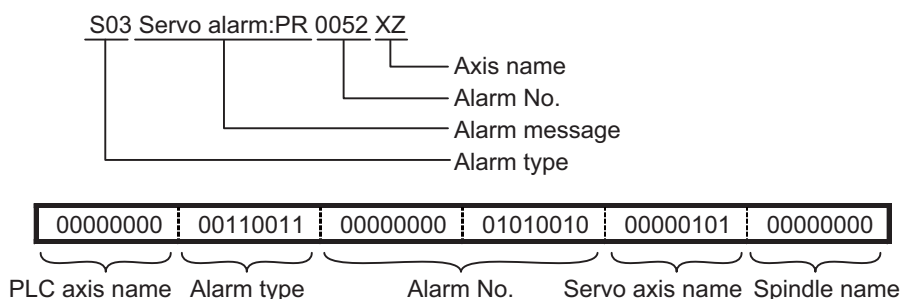 S03 Servo alarm:PR 0052 XZ
Axis name
Alarm No.
Alarm message
Alarm type
00000000 00110011 00000000 01010010 00000101 00000000
PLC axis name Alarm type Alarm No. Servo axis name Spindle name